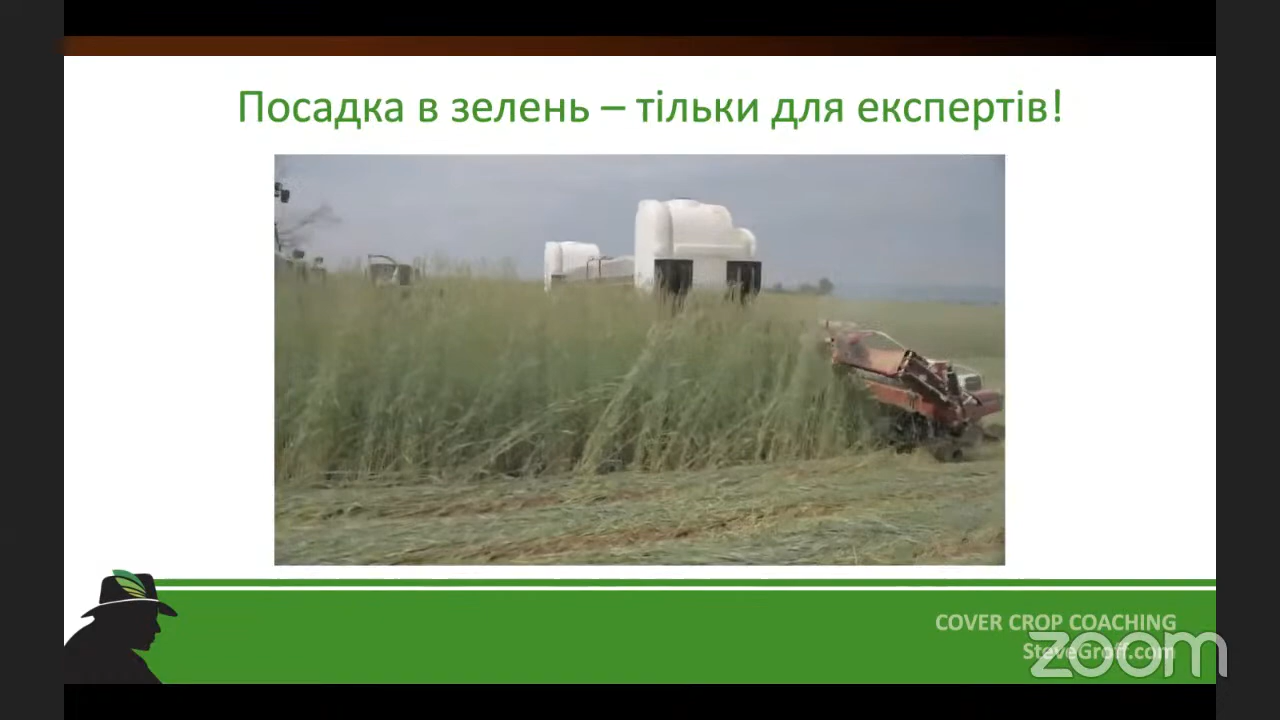 Посадка в зелень – тільки для експертів!
COVER CROP COACHING
SteveGroff.com
zoom